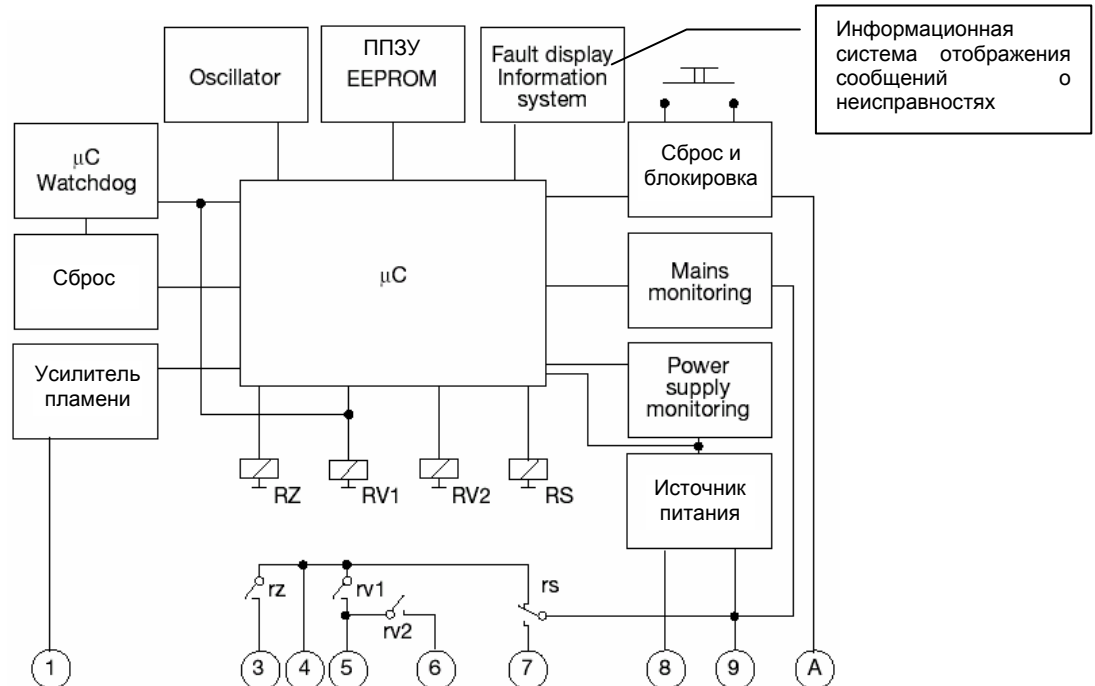 Oscillator
ППЗУ
EEPROM
Fault display
Information
system
Информационная
система отображения
сообщений о
неисправностях
μC
Watchdog
Сброс и
блокировка
Сброс
μC
Mains
monitoring
Усилитель
пламени
Power
supply
monitoring
RZ
RV1
RV2
RS
Источник
питания
rz
rv1
rv2
rs
1
3
4
5
6
7
8
9
A